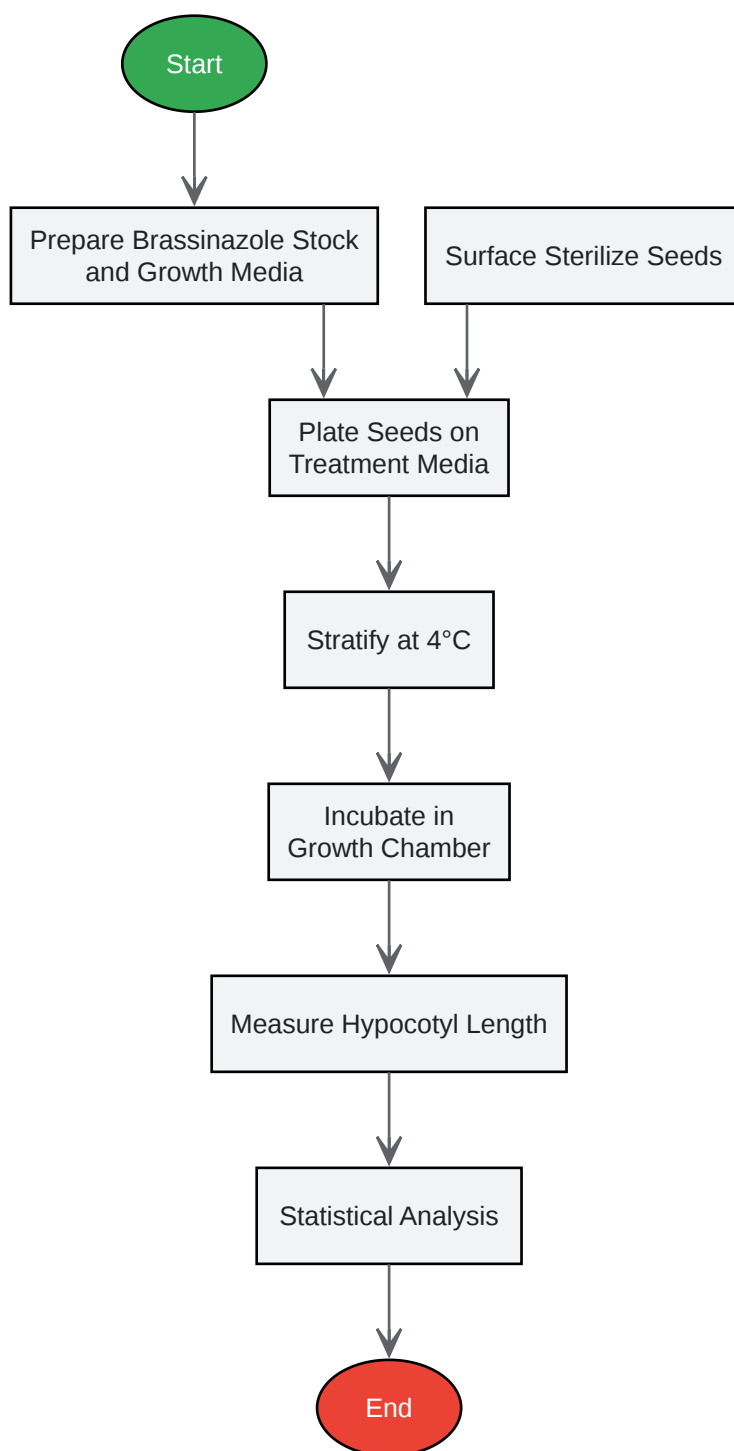 Start
Prepare Brassinazole Stock
and Growth Media
Surface Sterilize Seeds
Plate Seeds on
Treatment Media
Stratify at 4°C
Incubate in
Growth Chamber
Measure Hypocotyl Length
Statistical Analysis
End